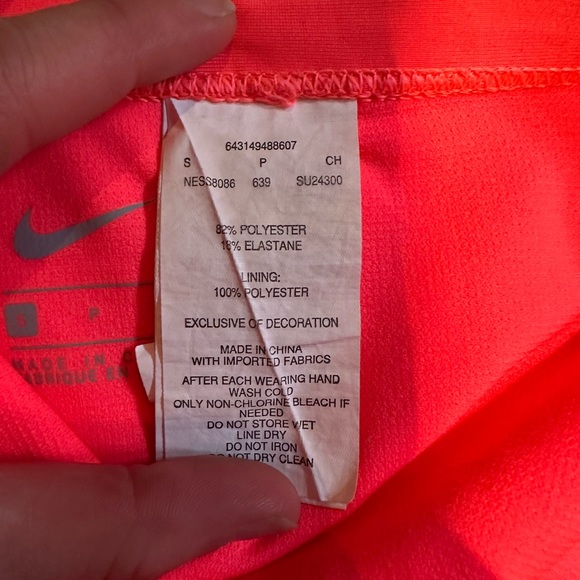 643149488607
S P CH
NESS8086 639 SU24300
82% POLYESTER
18% ELASTANE
LINING:
100% POLYESTER
EXCLUSIVE OF DECORATION
MADE IN CHINA
WITH IMPORTED FABRICS
AFTER EACH WEARING HAND
WASH COLD
ONLY NON-CHLORINE BLEACH IF
NEEDED
DO NOT STORE WET
LINE DRY
DO NOT IRON
DO NOT DRY CLEAN
S P
MADE IN C
FABRIQUE EN